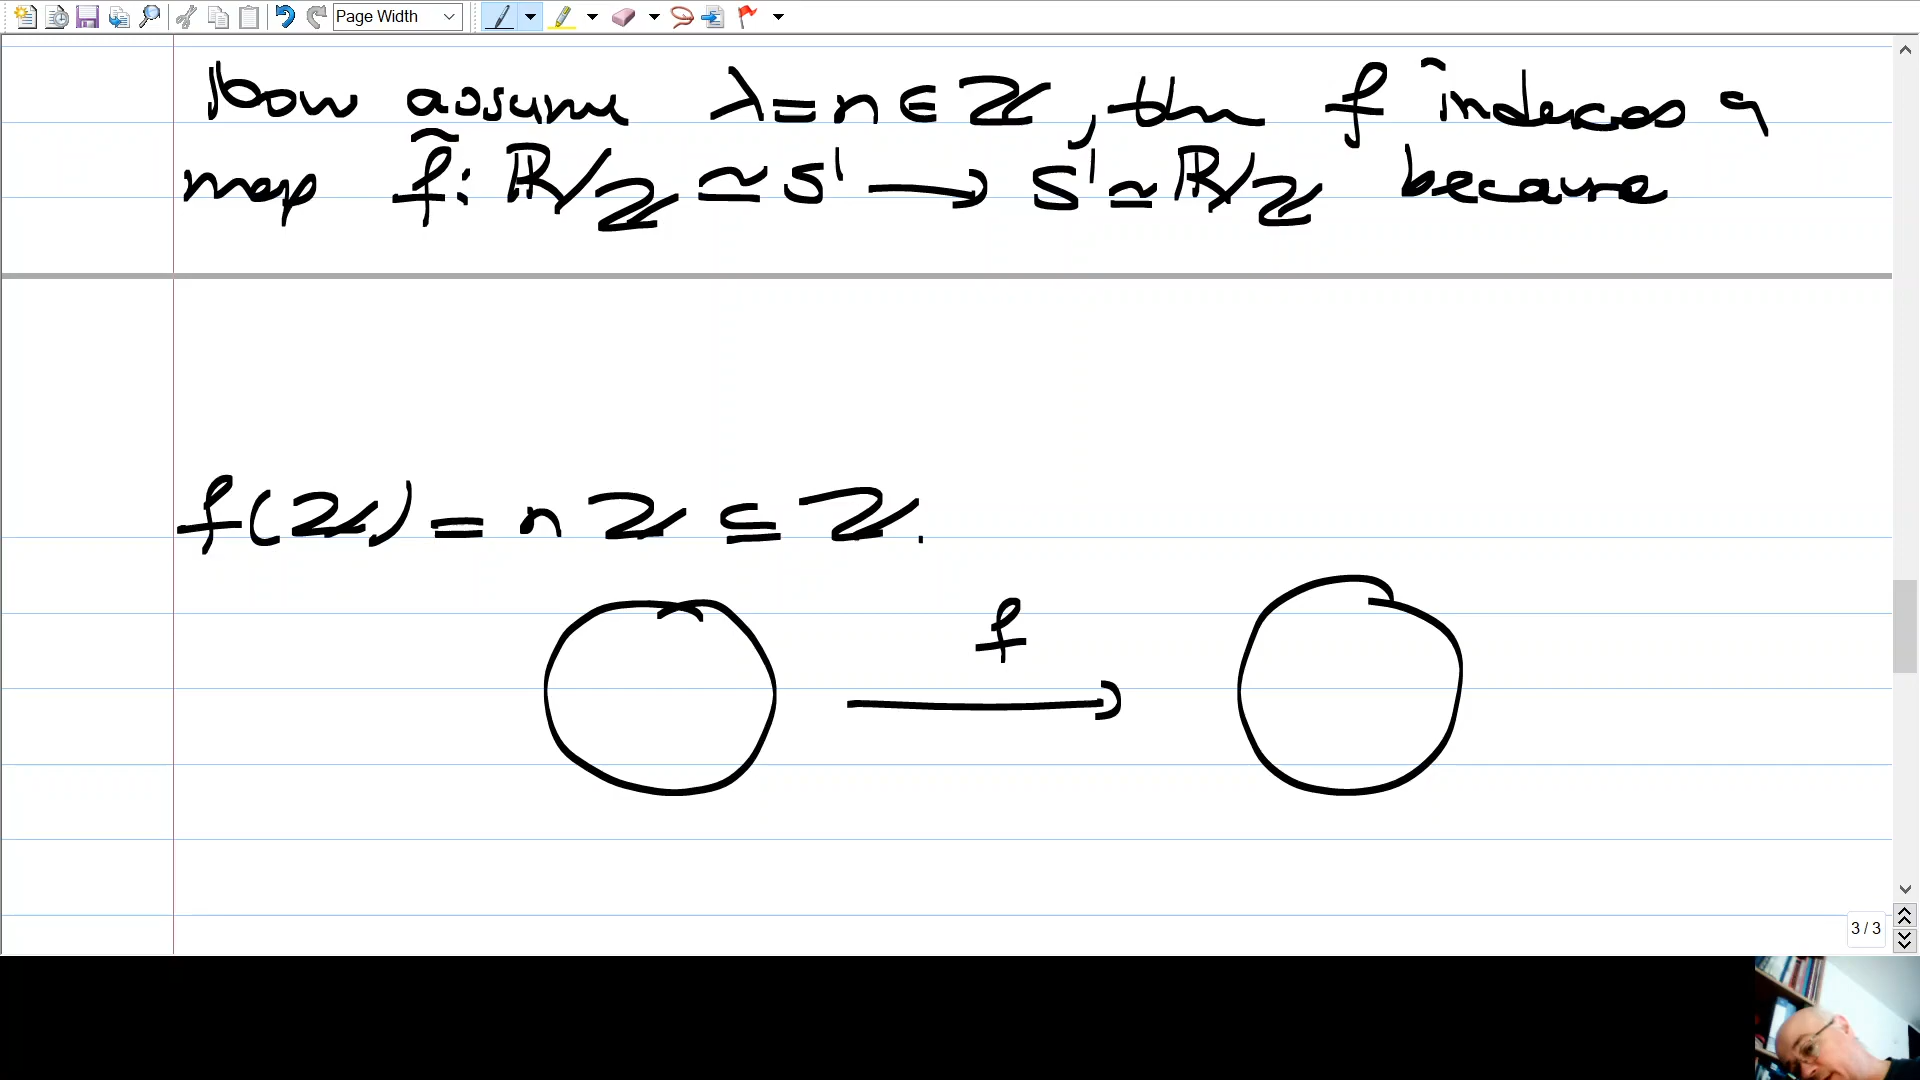 Page Width
Now assume λ=n∈ℤ, then f induces a
map f̃: ℝ/ℤ ≃ S¹ → S¹ ≃ ℝ/ℤ because
f(ℤ) = nℤ ⊆ ℤ.
f
3 / 3